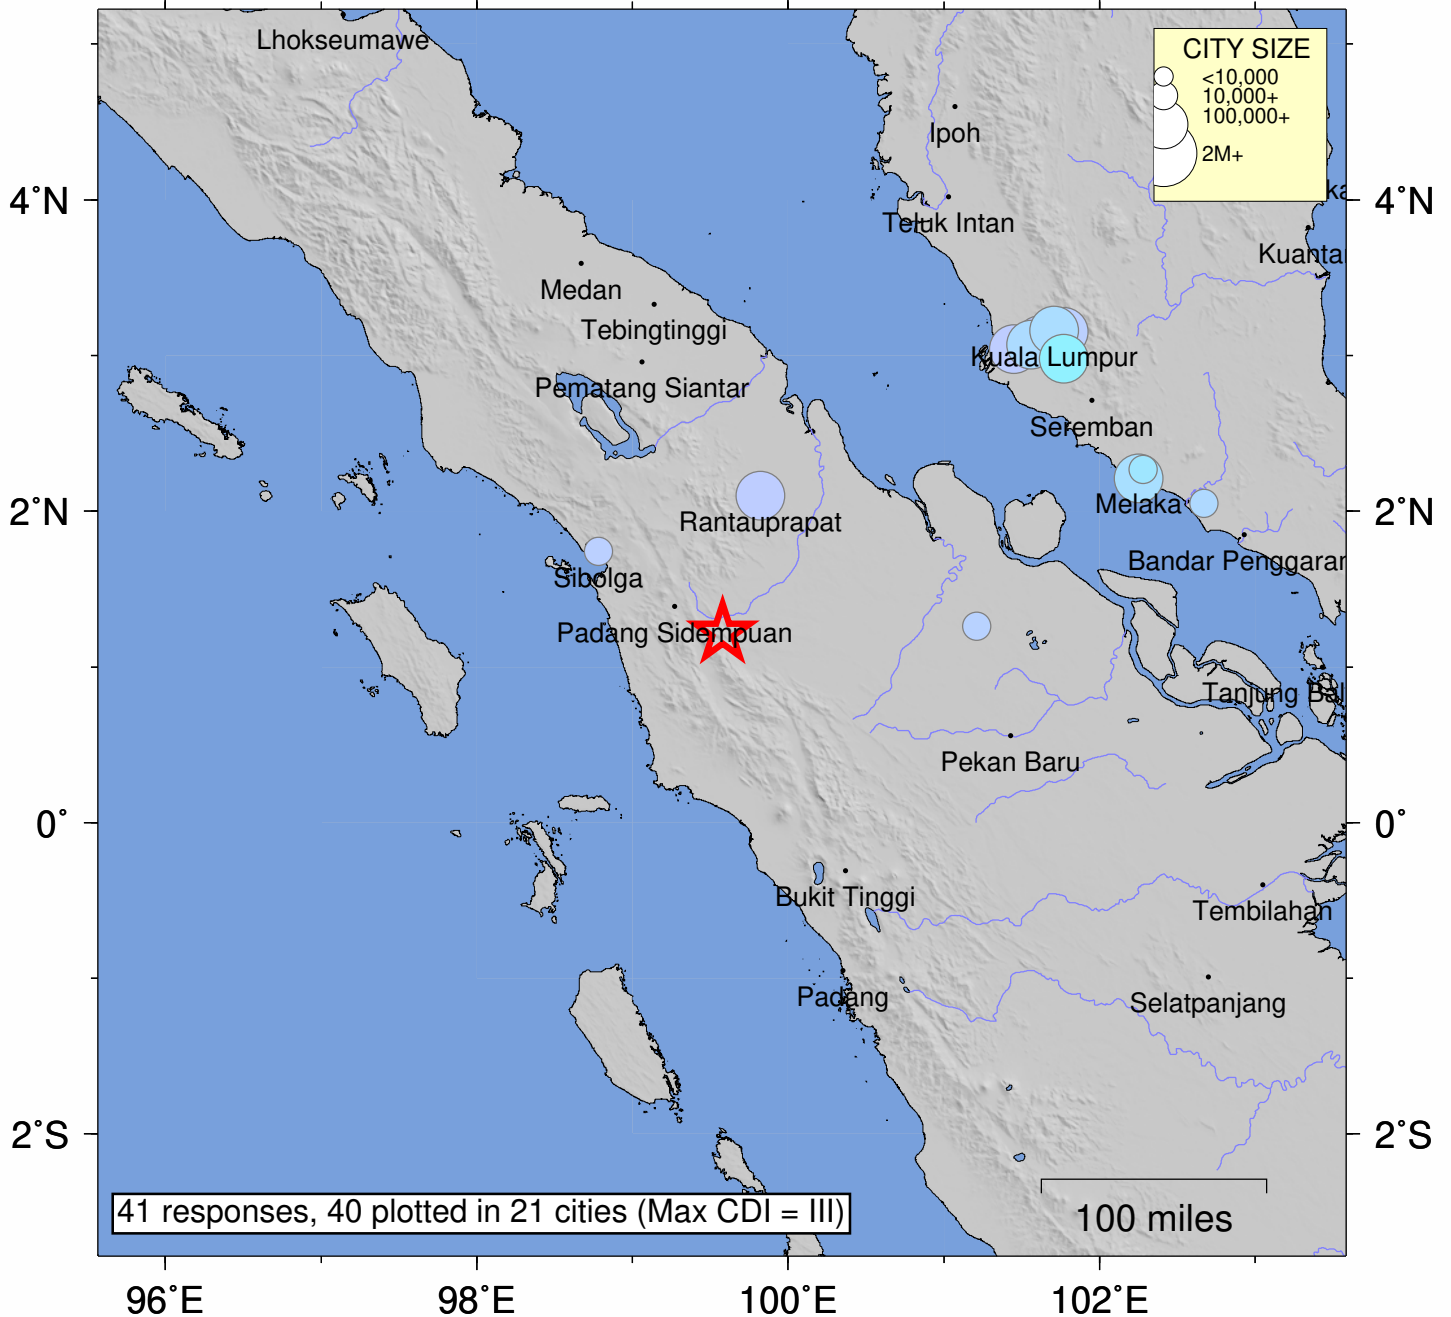 Lhokseumawe
CITY SIZE
<10,000
10,000+
100,000+
2M+
Ipoh
4˚N
4˚N
Teluk Intan
Kuantan
Medan
Tebingtinggi
Kuala Lumpur
Pematang Siantar
Seremban
2˚N
Rantauprapat
Melaka
2˚N
Sibolga
Bandar Penggaram
Padang Sidempuan
Tanjung Bal
Pekan Baru
0˚
0˚
Bukit Tinggi
Tembilahan
Padang
Selatpanjang
2˚S
2˚S
41 responses, 40 plotted in 21 cities (Max CDI = III)
100 miles
96˚E
98˚E
100˚E
102˚E